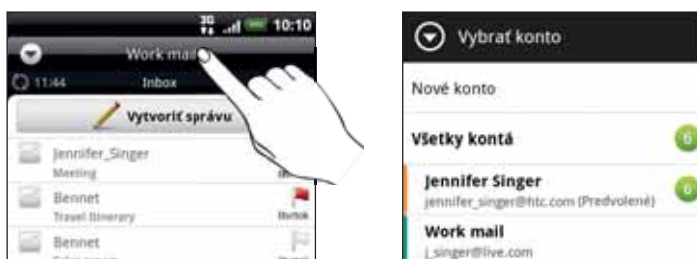 3G 10:10
Work mail
11:44 Inbox
Vytvoriť správu
Jennifer_Singer
Meeting
Bennet
Travel Itinerary
Bennet
Vybrať konto
Nové konto
Všetky kontá 6
Jennifer Singer 6
jennifer_singer@htc.com (Predvolené)
Work mail
j_singer@live.com